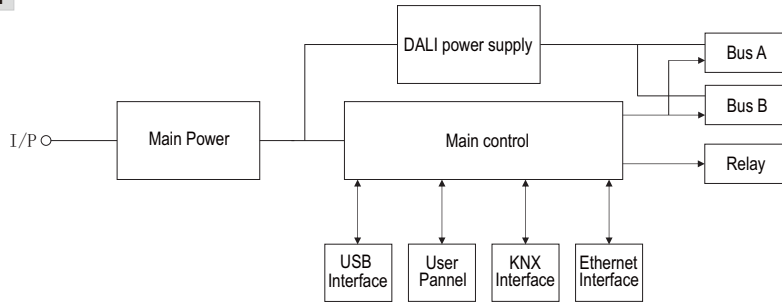 DALI power supply
Bus A
Bus B
I/P
Main Power
Main control
Relay
USB
Interface
User
Pannel
KNX
Interface
Ethernet
Interface